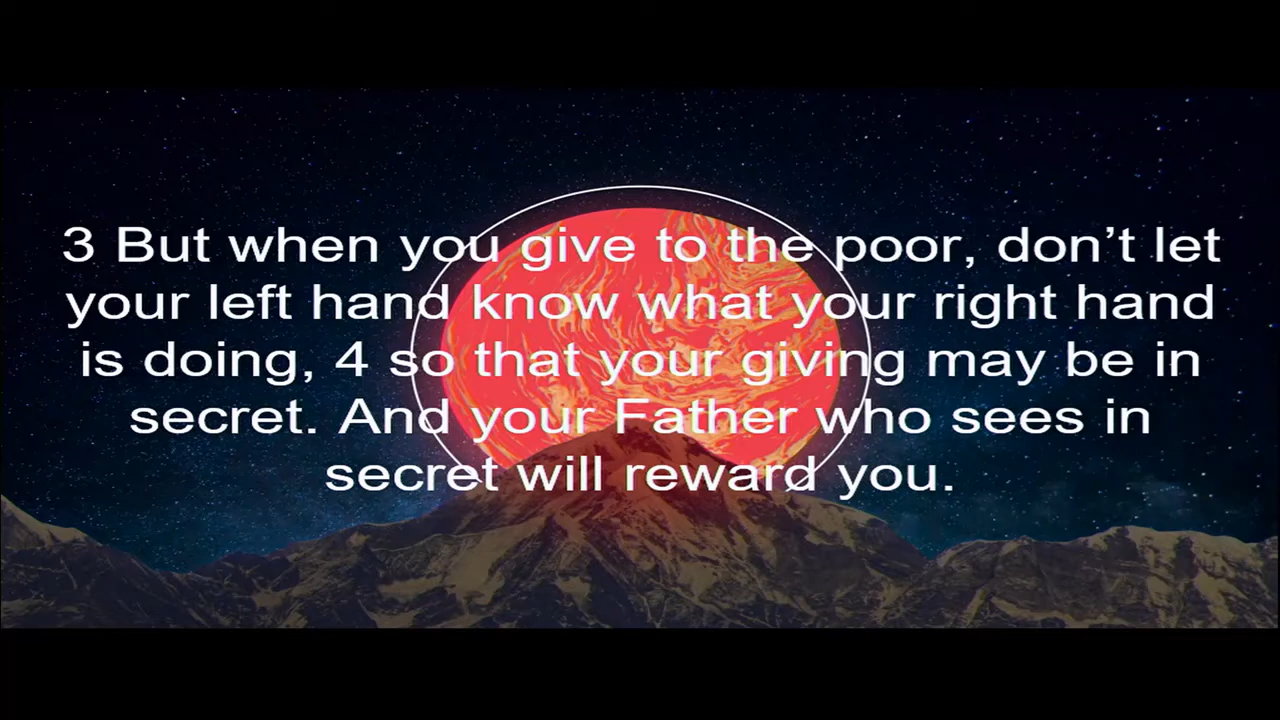 3 But when you give to the poor, don’t let
your left hand know what your right hand
is doing, 4 so that your giving may be in
secret. And your Father who sees in
secret will reward you.